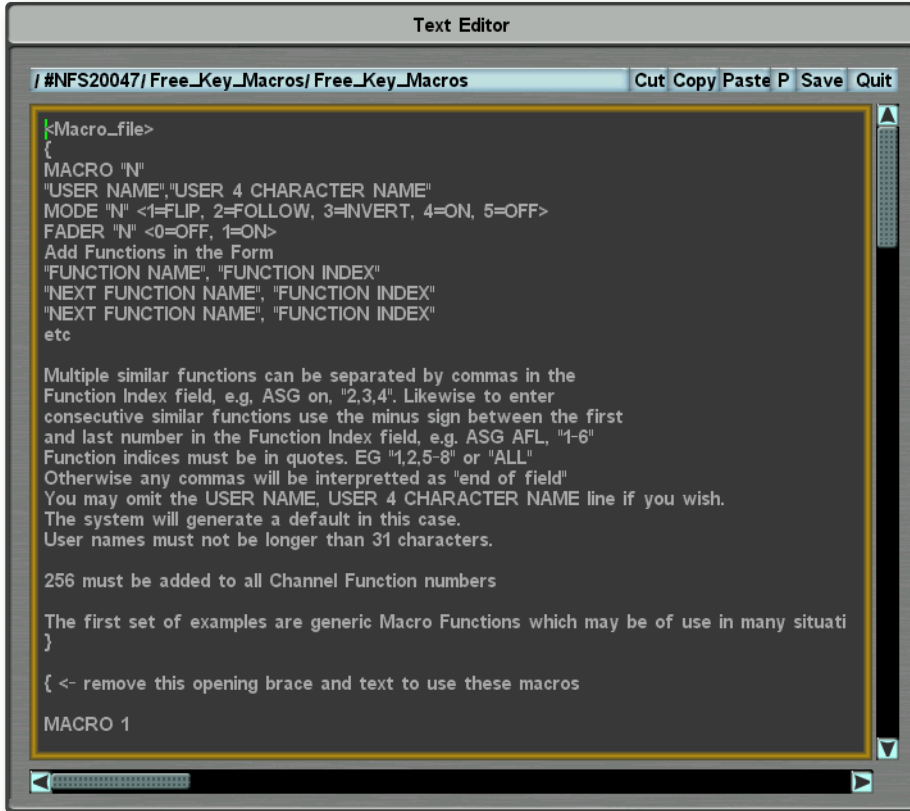 Text Editor
/ #NFS20047/ Free_Key_Macros/ Free_Key_Macros Cut Copy Paste P Save Quit
<Macro_file>
{
MACRO "N"
"USER NAME","USER 4 CHARACTER NAME"
MODE "N" <1=FLIP, 2=FOLLOW, 3=INVERT, 4=ON, 5=OFF>
FADER "N" <0=OFF, 1=ON>
Add Functions in the Form
"FUNCTION NAME", "FUNCTION INDEX"
"NEXT FUNCTION NAME", "FUNCTION INDEX"
"NEXT FUNCTION NAME", "FUNCTION INDEX"
etc
Multiple similar functions can be separated by commas in the
Function Index field, e.g, ASG on, "2,3,4". Likewise to enter
consecutive similar functions use the minus sign between the first
and last number in the Function Index field, e.g. ASG AFL, "1-6"
Function indices must be in quotes. EG "1,2,5-8" or "ALL"
Otherwise any commas will be interpretted as "end of field"
You may omit the USER NAME, USER 4 CHARACTER NAME line if you wish.
The system will generate a default in this case.
User names must not be longer than 31 characters.
256 must be added to all Channel Function numbers
The first set of examples are generic Macro Functions which may be of use in many situati
}
{ <- remove this opening brace and text to use these macros
MACRO 1